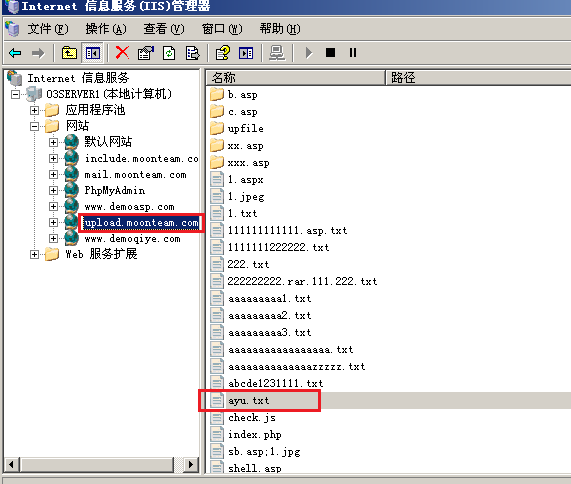 Internet 信息服务(IIS)管理器
文件(F) 操作(A) 查看(V) 窗口(W) 帮助(H)
Internet 信息服务
O3SERVER1(本地计算机)
应用程序池
网站
默认网站
include.moonteam.co
mail.moonteam.com
PhpMyAdmin
www.demoasp.com
upload.moonteam.com
www.demoqiye.com
Web 服务扩展
名称 路径
b.asp
c.asp
upfile
xx.asp
xxx.asp
1.aspx
1.jpeg
1.txt
111111111111.asp.txt
1111111222222.txt
222.txt
222222222.rar.111.222.txt
aaaaaaaaa1.txt
aaaaaaaaa2.txt
aaaaaaaaa3.txt
aaaaaaaaaaaaaaaaa.txt
aaaaaaaaaaaaaazzzzz.txt
abcde1231111.txt
ayu.txt
check.js
index.php
sb.asp;1.jpg
shell.asp